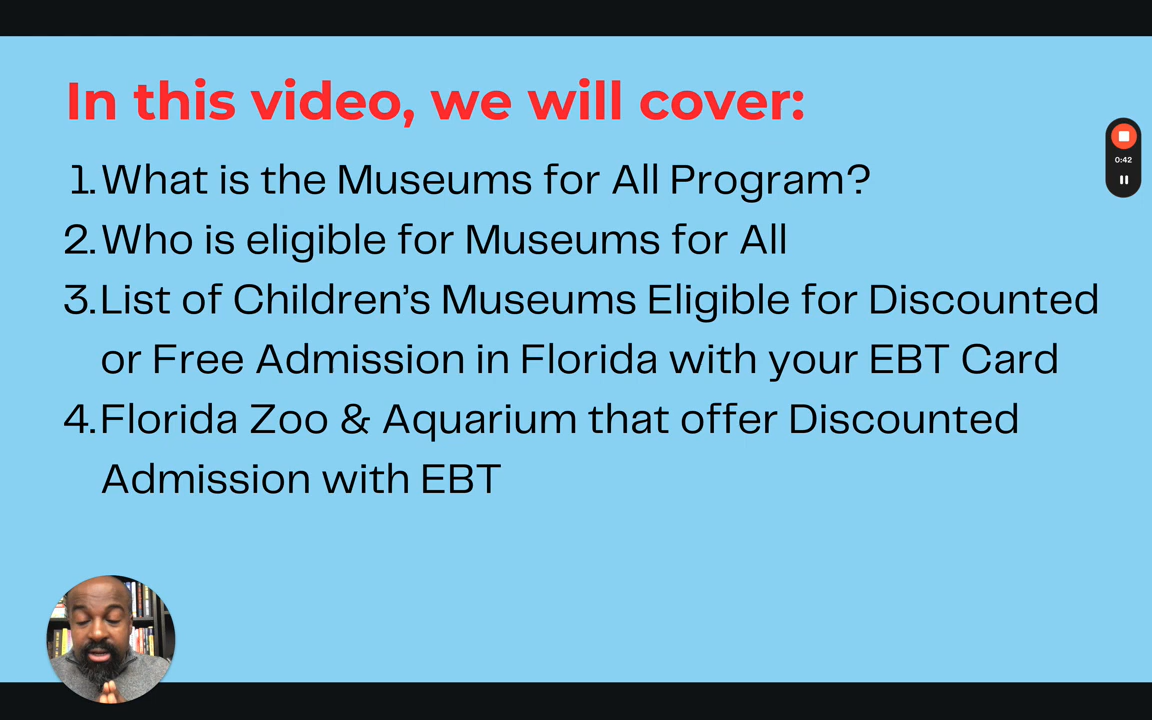 In this video, we will cover:
1. What is the Museums for All Program?
2. Who is eligible for Museums for All
3. List of Children's Museums Eligible for Discounted
or Free Admission in Florida with your EBT Card
4. Florida Zoo & Aquarium that offer Discounted
Admission with EBT
0:42